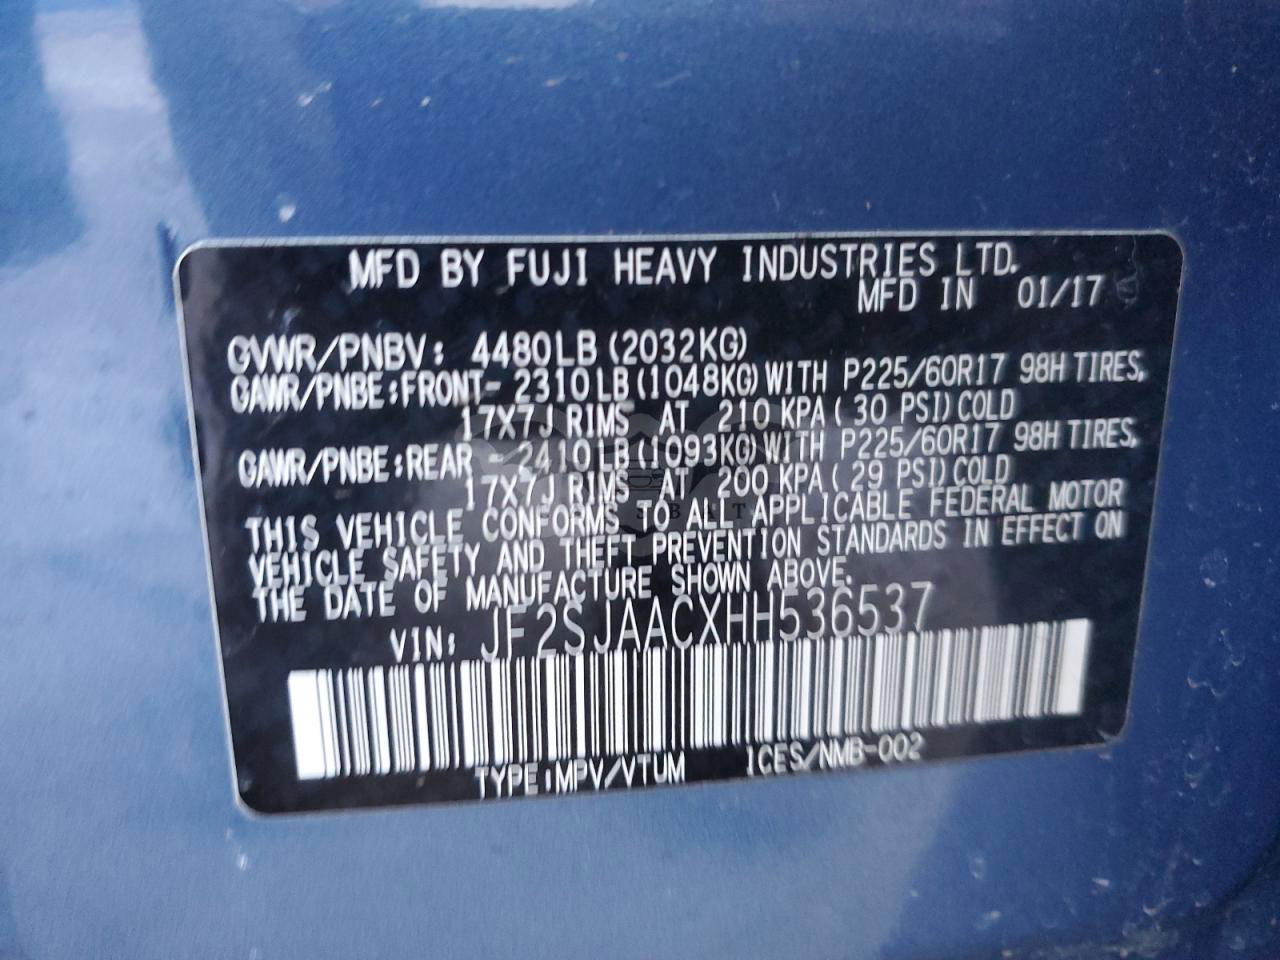 MFD BY FUJI HEAVY INDUSTRIES LTD.
MFD IN 01/17
GVWR/PNBV: 4480LB (2032KG)
GAWR/PNBE:FRONT- 2310LB(1048KG)WITH P225/60R17 98H TIRES,
17X7J RIMS AT 210 KPA( 30 PSI)COLD
GAWR/PNBE:REAR - 2410LB(1093KG)WITH P225/60R17 98H TIRES,
17X7J RIMS AT 200 KPA( 29 PSI)COLD
THIS VEHICLE CONFORMS TO ALL APPLICABLE FEDERAL MOTOR
VEHICLE SAFETY AND THEFT PREVENTION STANDARDS IN EFFECT ON
THE DATE OF MANUFACTURE SHOWN ABOVE.
VIN: JF2SJAACXHH536537
TYPE:MPV/VTUM ICES/NMB-002